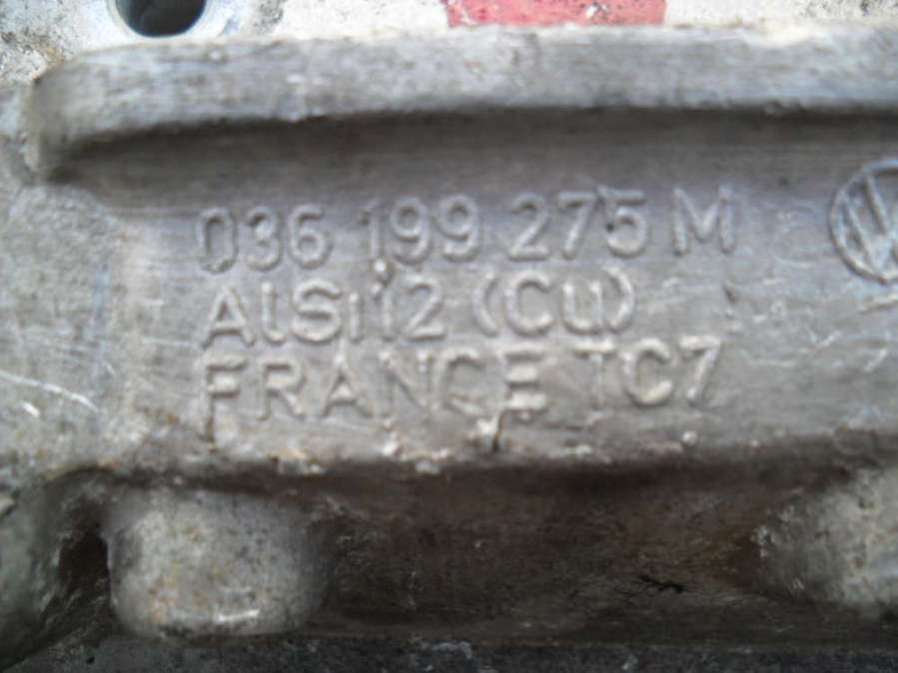 036 199 275 M
AlSi12 (Cu)
FRANCE TC7